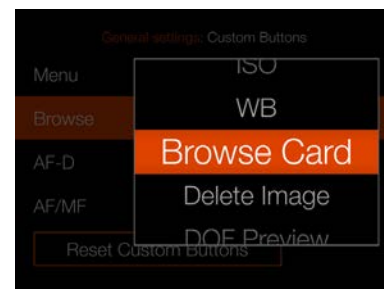 General settings: Custom Buttons
Menu
ISO
Browse
WB
Browse Card
AF-D
Delete Image
AF/MF
DOF Preview
Reset Custom Buttons